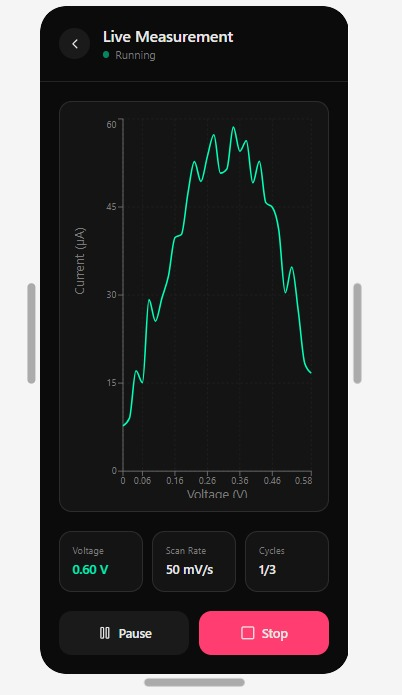 Live Measurement
Running
60
45
30
15
0
Current (µA)
0 0.06 0.16 0.26 0.36 0.46 0.58
Voltage (V)
Voltage Scan Rate Cycles
0.60 V 50 mV/s 1/3
Pause Stop